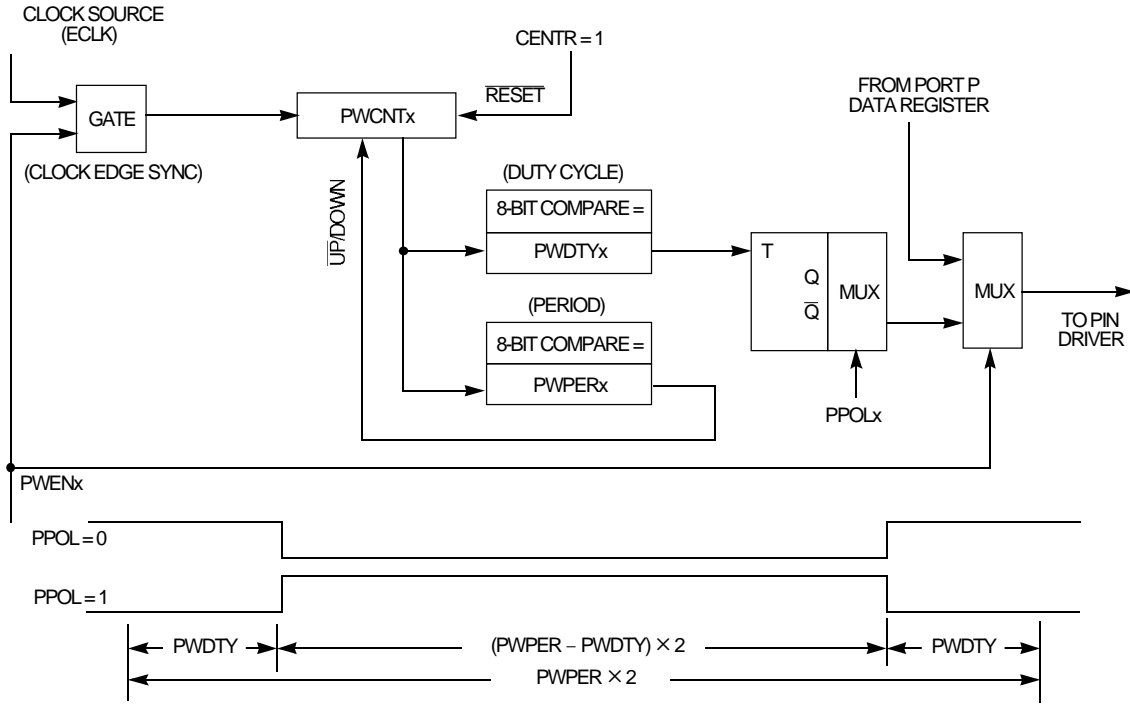 CLOCK SOURCE
(ECLK)
CENTR = 1
RESET
FROM PORT P
DATA REGISTER
GATE
PWCNTx
(CLOCK EDGE SYNC)
UP/DOWN
(DUTY CYCLE)
8-BIT COMPARE =
PWDTYx
T
Q
Q
MUX
MUX
TO PIN
DRIVER
(PERIOD)
8-BIT COMPARE =
PWPERx
PPOLx
PWENx
PPOL = 0
PPOL = 1
PWDTY
(PWPER – PWDTY) × 2
PWDTY
PWPER × 2